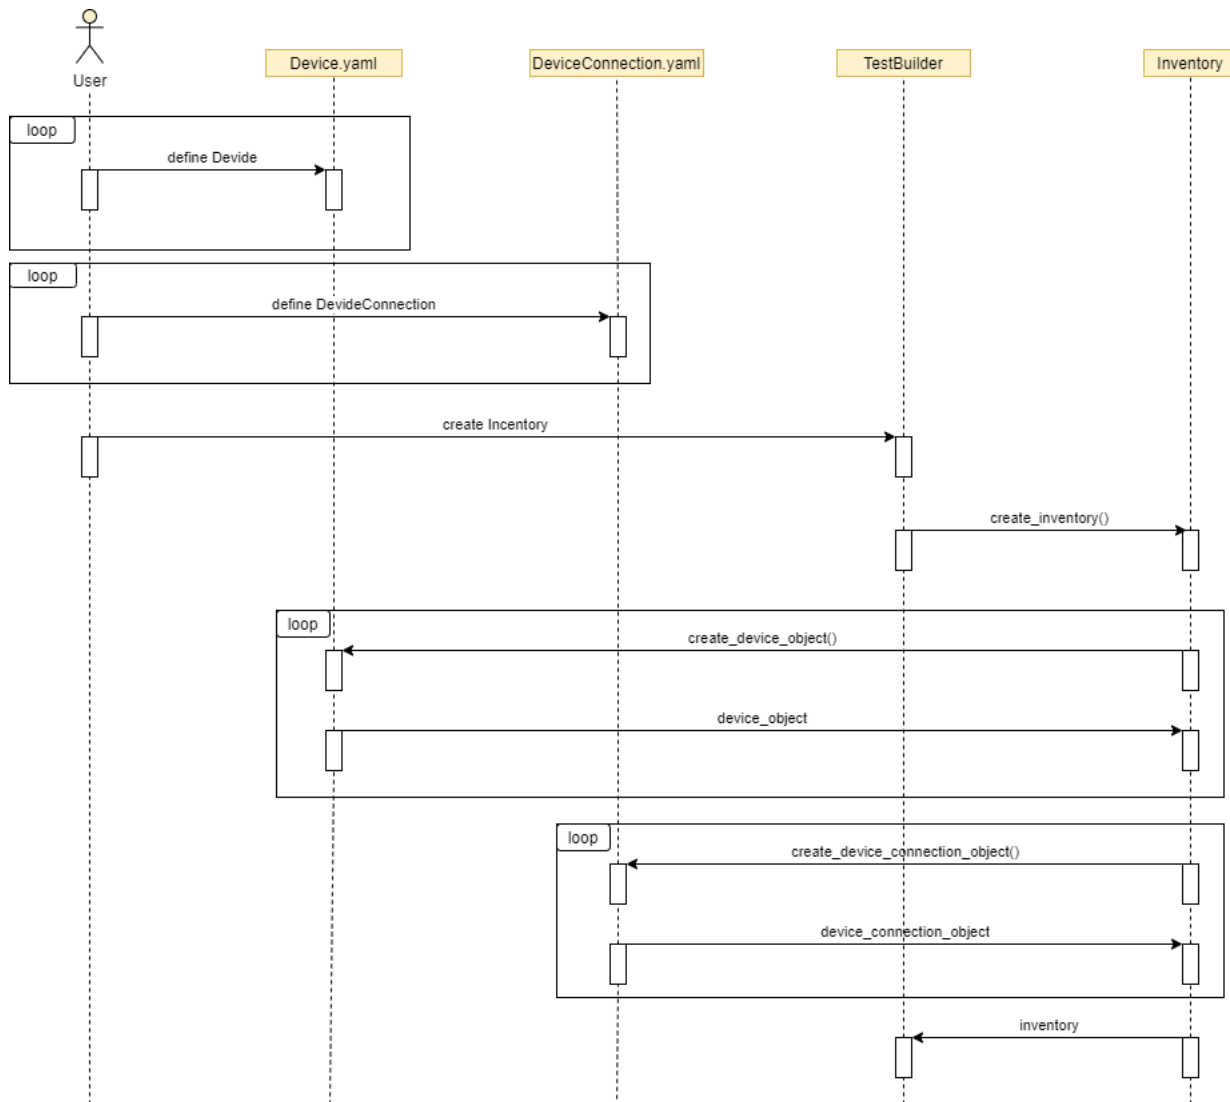 User
Device.yaml
DeviceConnection.yaml
TestBuilder
Inventory
loop
define Devide
loop
define DevideConnection
create Incentory
create_inventory()
loop
create_device_object()
device_object
loop
create_device_connection_object()
device_connection_object
inventory